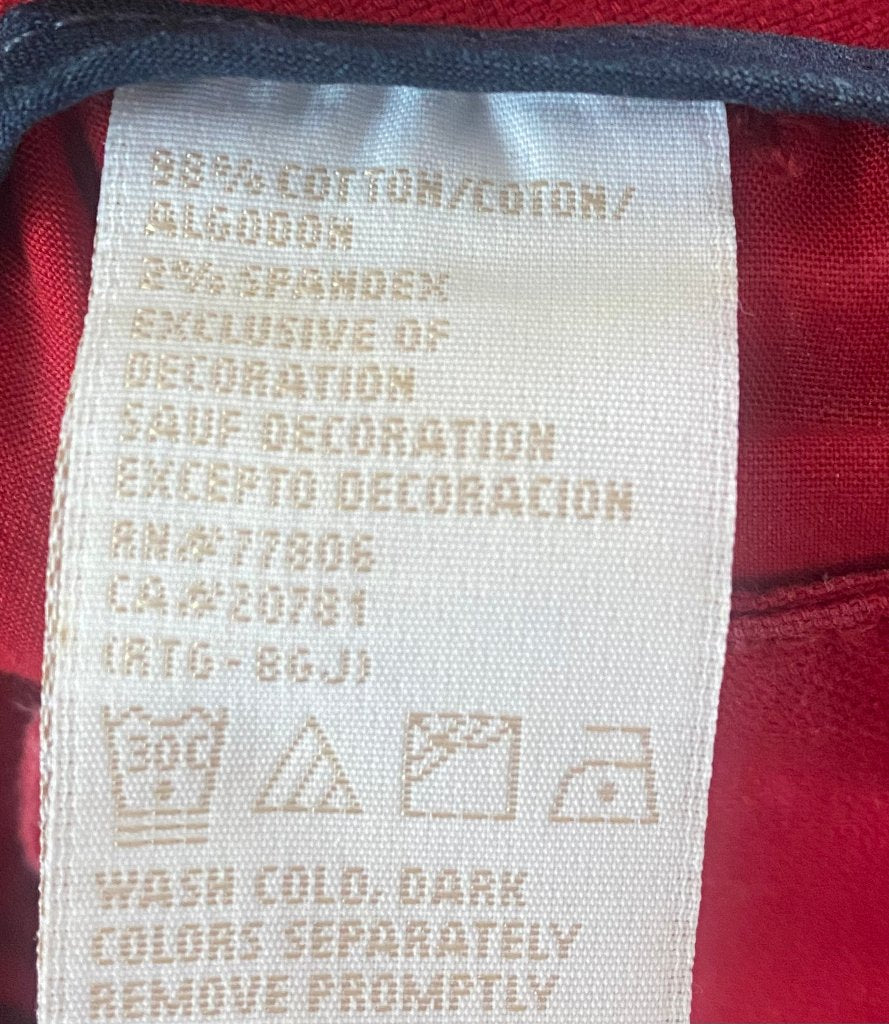 98% COTTON/COTON/
ALGODON
2% SPANDEX
EXCLUSIVE OF
DECORATION
SAUF DECORATION
EXCEPTO DECORACION
RN#77806
CA#20781
(RTG-8GJ)
30C
WASH COLD. DARK
COLORS SEPARATELY
REMOVE PROMPTLY